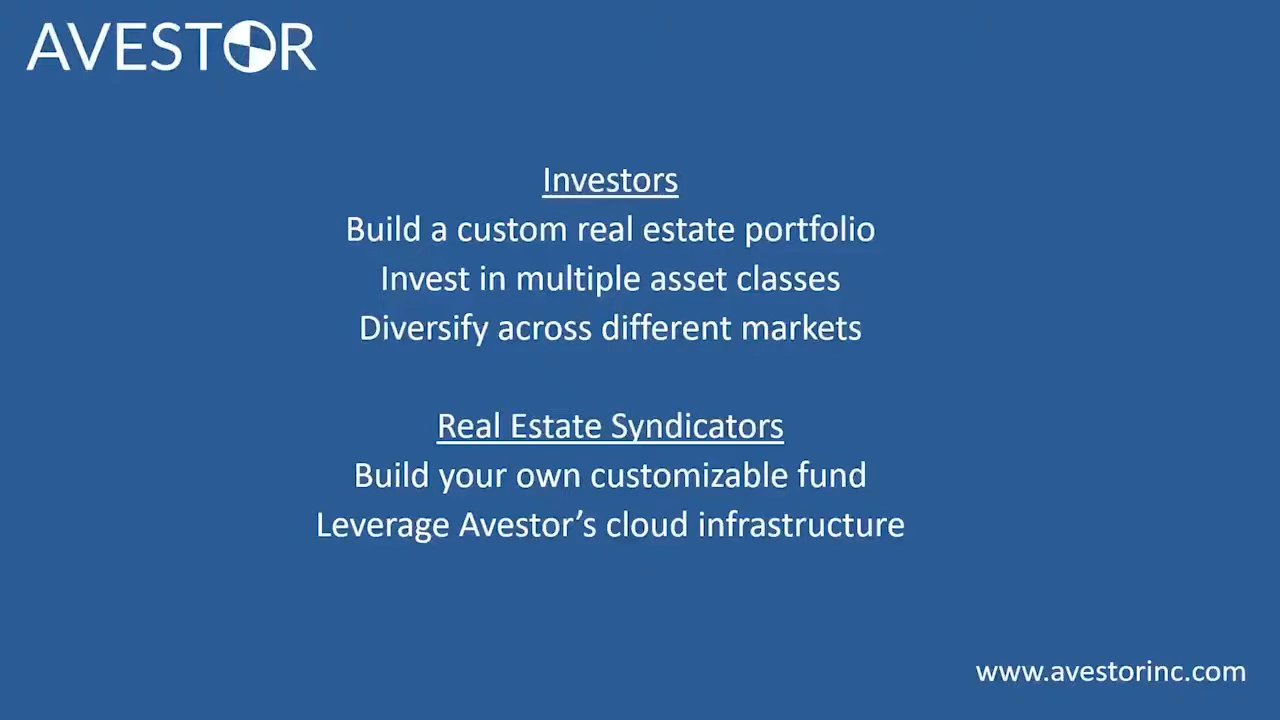 AVESTOR
Investors
Build a custom real estate portfolio
Invest in multiple asset classes
Diversify across different markets
Real Estate Syndicators
Build your own customizable fund
Leverage Avestor’s cloud infrastructure
www.avestorinc.com